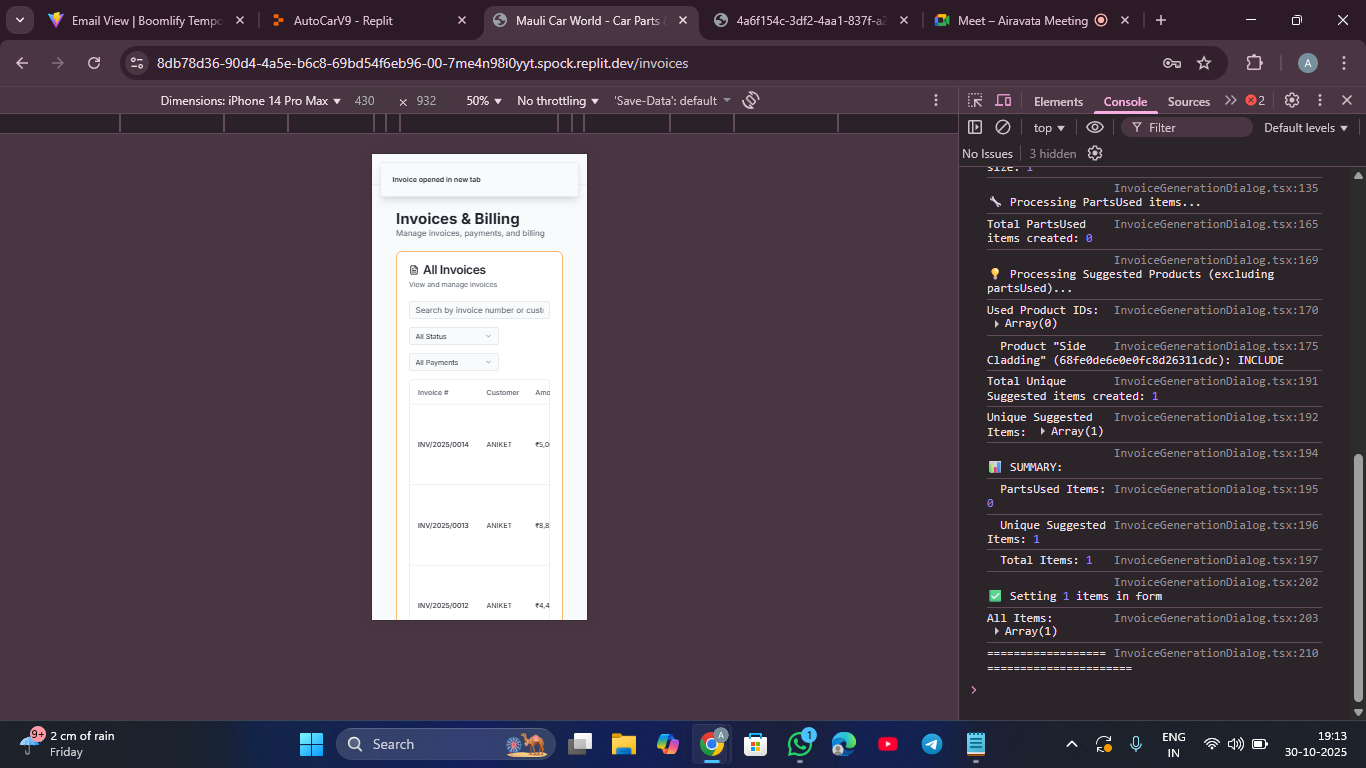 Email View | Boomlify Tempo
AutoCarV9 - Replit
Mauli Car World - Car Parts
4a6f154c-3df2-4aa1-837f-a2
Meet – Airavata Meeting
8db78d36-90d4-4a5e-b6c8-69bd54f6eb96-00-7me4n98i0yyt.spock.replit.dev/invoices
A
Dimensions: iPhone 14 Pro Max 430 × 932 50% No throttling 'Save-Data': default
Elements Console Sources 2
top Filter Default levels
No Issues 3 hidden
Invoice opened in new tab
Invoices & Billing
Manage invoices, payments, and billing
All Invoices
View and manage invoices
Search by invoice number or custo
All Status
All Payments
Invoice # Customer Amo
INV/2025/0014 ANIKET ₹5,0
INV/2025/0013 ANIKET ₹8,8
INV/2025/0012 ANIKET ₹4,4
size: 1
InvoiceGenerationDialog.tsx:135
🔧 Processing PartsUsed items...
Total PartsUsed InvoiceGenerationDialog.tsx:165
items created: 0
InvoiceGenerationDialog.tsx:169
💡 Processing Suggested Products (excluding
partsUsed)...
Used Product IDs: InvoiceGenerationDialog.tsx:170
Array(0)
Product "Side InvoiceGenerationDialog.tsx:175
Cladding" (68fe0de6e0e0fc8d26311cdc): INCLUDE
Total Unique InvoiceGenerationDialog.tsx:191
Suggested items created: 1
Unique Suggested InvoiceGenerationDialog.tsx:192
Items: Array(1)
InvoiceGenerationDialog.tsx:194
📊 SUMMARY:
PartsUsed Items: InvoiceGenerationDialog.tsx:195
0
Unique Suggested InvoiceGenerationDialog.tsx:196
Items: 1
Total Items: 1 InvoiceGenerationDialog.tsx:197
InvoiceGenerationDialog.tsx:202
✅ Setting 1 items in form
All Items: InvoiceGenerationDialog.tsx:203
Array(1)
================== InvoiceGenerationDialog.tsx:210
======================
9+
2 cm of rain
Friday
Search
A
1
ENG
IN
19:13
30-10-2025